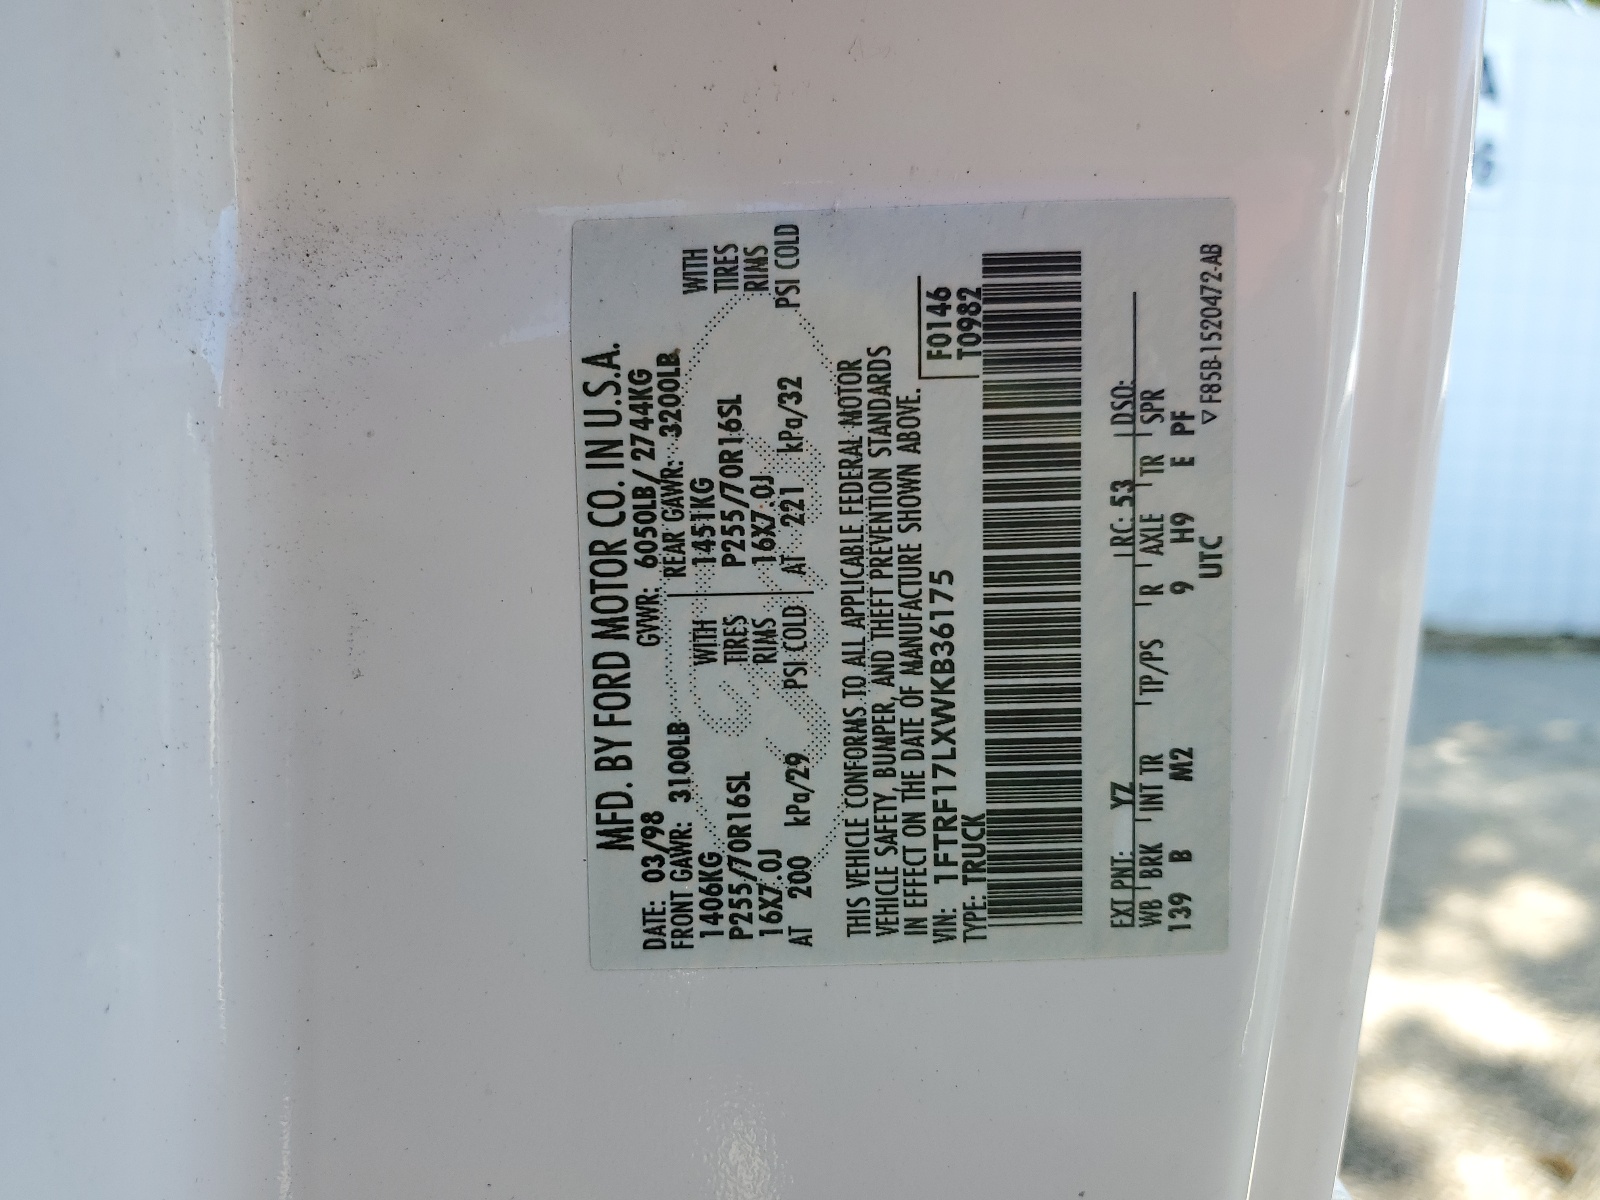 MFD. BY FORD MOTOR CO. IN U.S.A.
DATE: 03/98 GVWR: 6050LB/2744KG
FRONT GAWR: 3100LB REAR GAWR: 3200LB
1406KG WITH 1451KG WITH
P255/70R16SL TIRES P255/70R16SL TIRES
16X7.0J RIMS 16X7.0J RIMS
AT 200 kPa/29 PSI COLD AT 221 kPa/32 PSI COLD
THIS VEHICLE CONFORMS TO ALL APPLICABLE FEDERAL MOTOR
VEHICLE SAFETY, BUMPER, AND THEFT PREVENTION STANDARDS
IN EFFECT ON THE DATE OF MANUFACTURE SHOWN ABOVE.
VIN: 1FTRF17LXWKB36175 F0146
TYPE: TRUCK T0982
EXT PNT: YZ RC: 53 DSO:
WB BRK INT TR TP/PS R AXLE TR SPR
139 B M2 9 H9 E PF
UTC
▽ F85B-1520472-AB